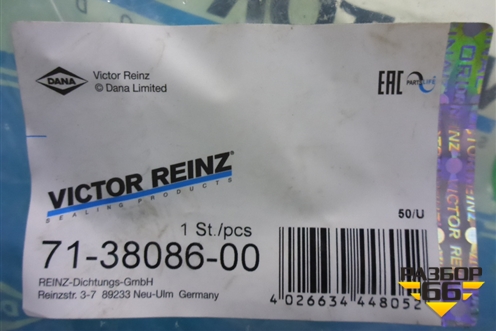 DANA
Victor Reinz
© Dana Limited
EAC
VICTOR REINZ®
SEALING PRODUCTS
1 St./pcs
50/U
71-38086-00
REINZ-Dichtungs-GmbH
Reinzstr. 3-7 89233 Neu-Ulm Germany
4 026634 448052
РАЗБОР
66